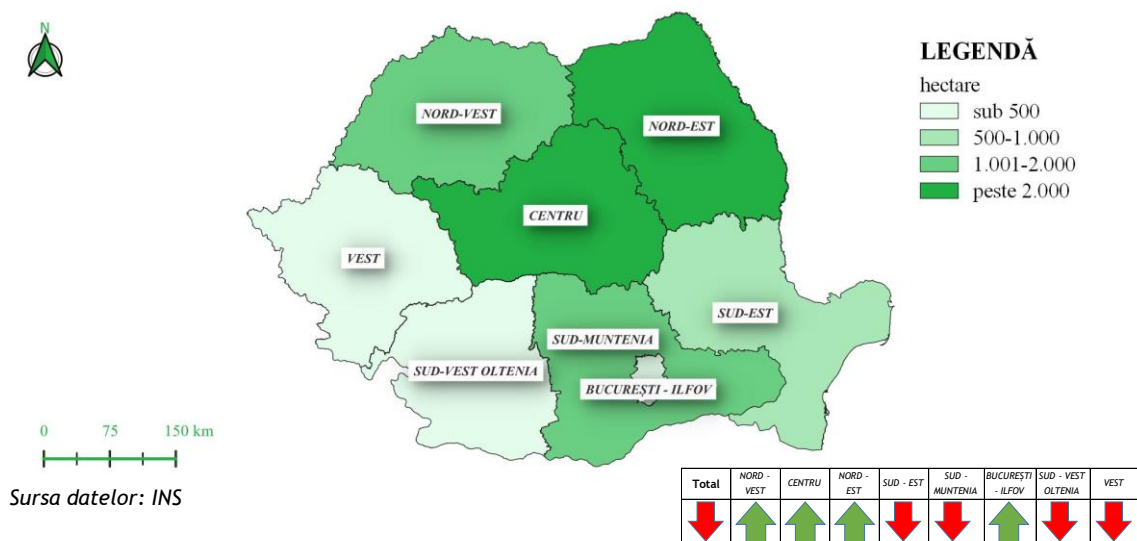 N
LEGENDĂ
hectare
sub 500
500-1.000
1.001-2.000
peste 2.000
NORD-VEST
NORD-EST
CENTRU
VEST
SUD-EST
SUD-MUNTENIA
SUD-VEST OLTENIA
BUCUREȘTI - ILFOV
0 75 150 km
Sursa datelor: INS
Total
NORD -
VEST
CENTRU
NORD -
EST
SUD - EST
SUD -
MUNTENIA
BUCUREȘTI
- ILFOV
SUD - VEST
OLTENIA
VEST